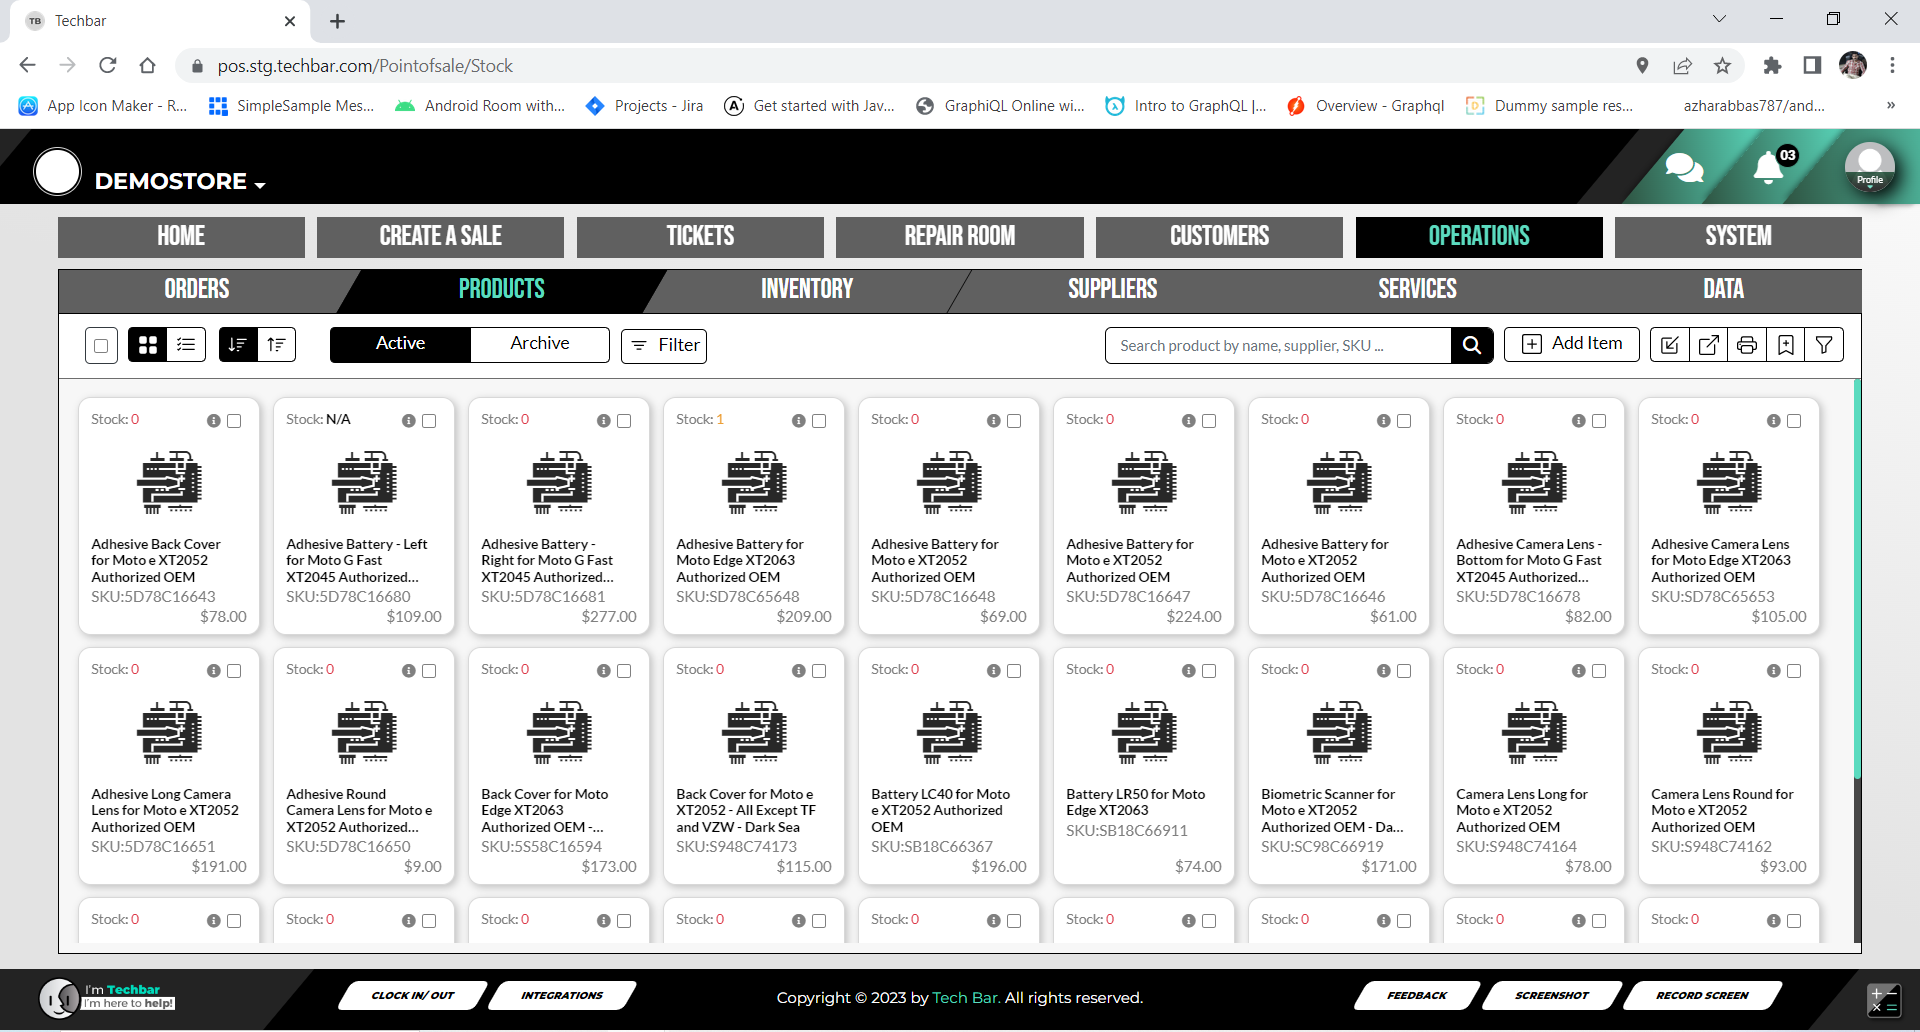 TB Techbar
pos.stg.techbar.com/Pointofsale/Stock
App Icon Maker - R...
SimpleSample Mes...
Android Room with...
Projects - Jira
Get started with Jav...
GraphiQL Online wi...
Intro to GraphQL |...
Overview - Graphql
Dummy sample res...
azharabbas787/and...
»
DEMOSTORE
03
Profile
HOME
CREATE A SALE
TICKETS
REPAIR ROOM
CUSTOMERS
OPERATIONS
SYSTEM
ORDERS
PRODUCTS
INVENTORY
SUPPLIERS
SERVICES
DATA
Active
Archive
Filter
Search product by name, supplier, SKU ...
Add Item
Stock: 0
Adhesive Back Cover
for Moto e XT2052
Authorized OEM
SKU:5D78C16643
$78.00
Stock: N/A
Adhesive Battery - Left
for Moto G Fast
XT2045 Authorized...
SKU:5D78C16680
$109.00
Stock: 0
Adhesive Battery -
Right for Moto G Fast
XT2045 Authorized...
SKU:5D78C16681
$277.00
Stock: 1
Adhesive Battery for
Moto Edge XT2063
Authorized OEM
SKU:SD78C65648
$209.00
Stock: 0
Adhesive Battery for
Moto e XT2052
Authorized OEM
SKU:5D78C16648
$69.00
Stock: 0
Adhesive Battery for
Moto e XT2052
Authorized OEM
SKU:5D78C16647
$224.00
Stock: 0
Adhesive Battery for
Moto e XT2052
Authorized OEM
SKU:5D78C16646
$61.00
Stock: 0
Adhesive Camera Lens -
Bottom for Moto G Fast
XT2045 Authorized...
SKU:5D78C16678
$82.00
Stock: 0
Adhesive Camera Lens
for Moto Edge XT2063
Authorized OEM
SKU:SD78C65653
$105.00
Stock: 0
Adhesive Long Camera
Lens for Moto e XT2052
Authorized OEM
SKU:5D78C16651
$191.00
Stock: 0
Adhesive Round
Camera Lens for Moto e
XT2052 Authorized...
SKU:5D78C16650
$9.00
Stock: 0
Back Cover for Moto
Edge XT2063
Authorized OEM -...
SKU:5S58C16594
$173.00
Stock: 0
Back Cover for Moto e
XT2052 - All Except TF
and VZW - Dark Sea
SKU:S948C74173
$115.00
Stock: 0
Battery LC40 for Moto
e XT2052 Authorized
OEM
SKU:SB18C66367
$196.00
Stock: 0
Battery LR50 for Moto
Edge XT2063
SKU:SB18C66911
$74.00
Stock: 0
Biometric Scanner for
Moto e XT2052
Authorized OEM - Da...
SKU:SC98C66919
$171.00
Stock: 0
Camera Lens Long for
Moto e XT2052
Authorized OEM
SKU:S948C74164
$78.00
Stock: 0
Camera Lens Round for
Moto e XT2052
Authorized OEM
SKU:S948C74162
$93.00
Stock: 0
Stock: 0
Stock: 0
Stock: 0
Stock: 0
Stock: 0
Stock: 0
Stock: 0
Stock: 0
I'm Techbar
I'm here to help!
CLOCK IN/ OUT
INTEGRATIONS
Copyright © 2023 by Tech Bar. All rights reserved.
FEEDBACK
SCREENSHOT
RECORD SCREEN